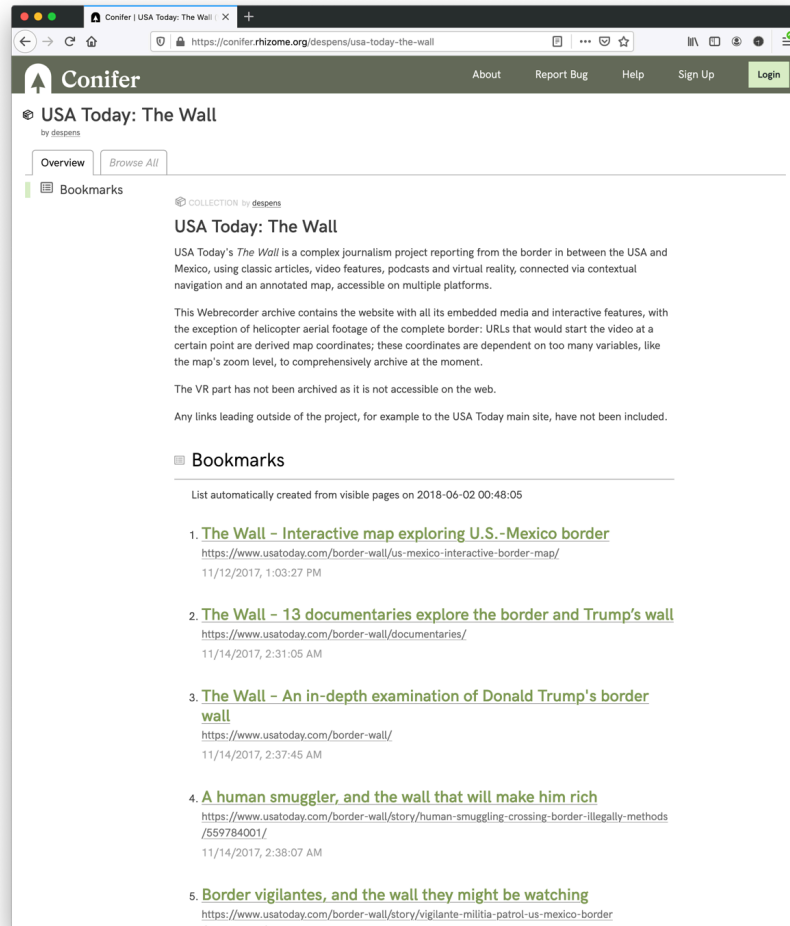 Conifer | USA Today: The Wall
https://conifer.rhizome.org/despens/usa-today-the-wall
Conifer
About
Report Bug
Help
Sign Up
Login
USA Today: The Wall
by despens
Overview
Browse All
Bookmarks
COLLECTION by despens
USA Today: The Wall
USA Today's The Wall is a complex journalism project reporting from the border in between the USA and
Mexico, using classic articles, video features, podcasts and virtual reality, connected via contextual
navigation and an annotated map, accessible on multiple platforms.
This Webrecorder archive contains the website with all its embedded media and interactive features, with
the exception of helicopter aerial footage of the complete border: URLs that would start the video at a
certain point are derived map coordinates; these coordinates are dependent on too many variables, like
the map's zoom level, to comprehensively archive at the moment.
The VR part has not been archived as it is not accessible on the web.
Any links leading outside of the project, for example to the USA Today main site, have not been included.
Bookmarks
List automatically created from visible pages on 2018-06-02 00:48:05
1. The Wall – Interactive map exploring U.S.-Mexico border
https://www.usatoday.com/border-wall/us-mexico-interactive-border-map/
11/12/2017, 1:03:27 PM
2. The Wall – 13 documentaries explore the border and Trump’s wall
https://www.usatoday.com/border-wall/documentaries/
11/14/2017, 2:31:05 AM
3. The Wall – An in-depth examination of Donald Trump's border
wall
https://www.usatoday.com/border-wall/
11/14/2017, 2:37:45 AM
4. A human smuggler, and the wall that will make him rich
https://www.usatoday.com/border-wall/story/human-smuggling-crossing-border-illegally-methods
/559784001/
11/14/2017, 2:38:07 AM
5. Border vigilantes, and the wall they might be watching
https://www.usatoday.com/border-wall/story/vigilante-militia-patrol-us-mexico-border